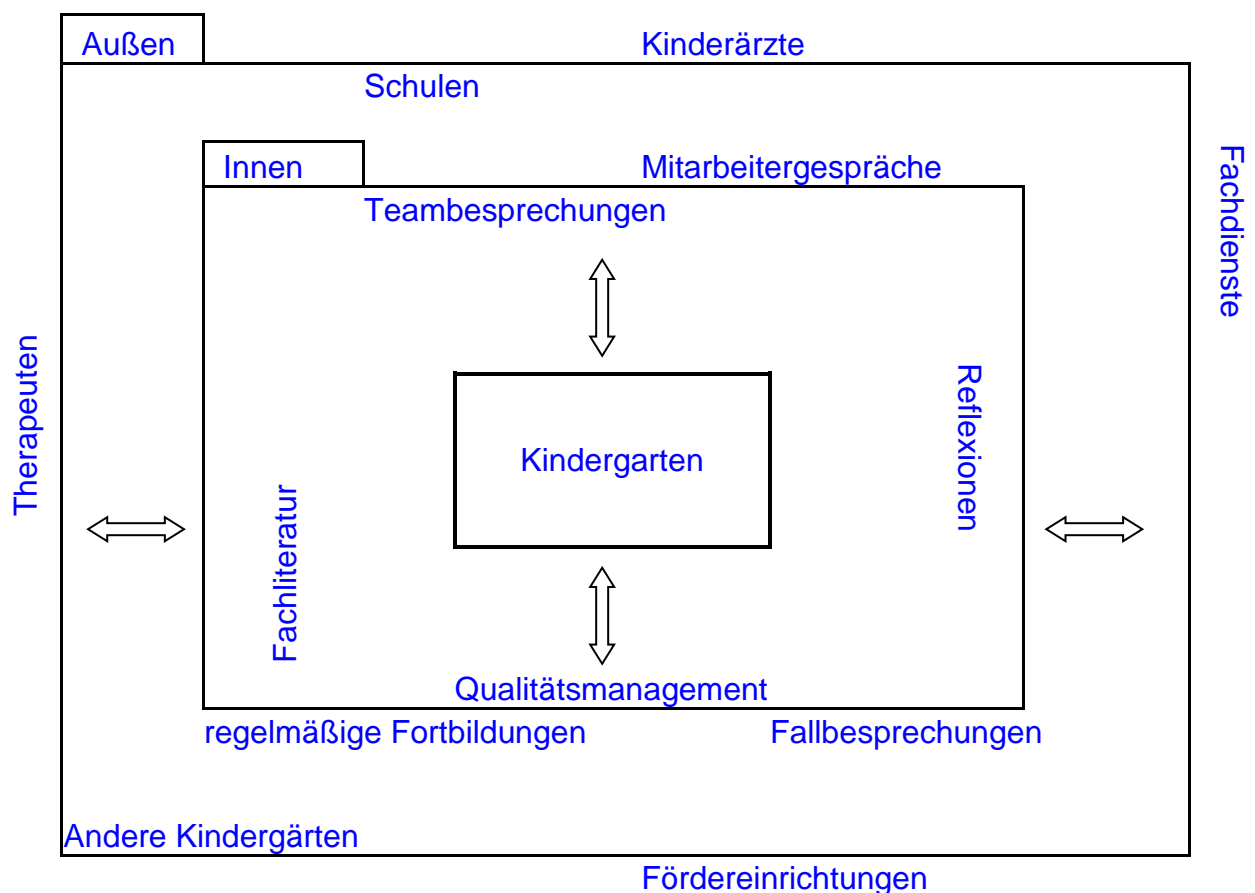 Außen
Kinderärzte
Schulen
Innen
Mitarbeitergespräche
Teambesprechungen
Fachdienste
Therapeuten
Reflexionen
Kindergarten
Fachliteratur
Qualitätsmanagement
regelmäßige Fortbildungen
Fallbesprechungen
Andere Kindergärten
Fördereinrichtungen